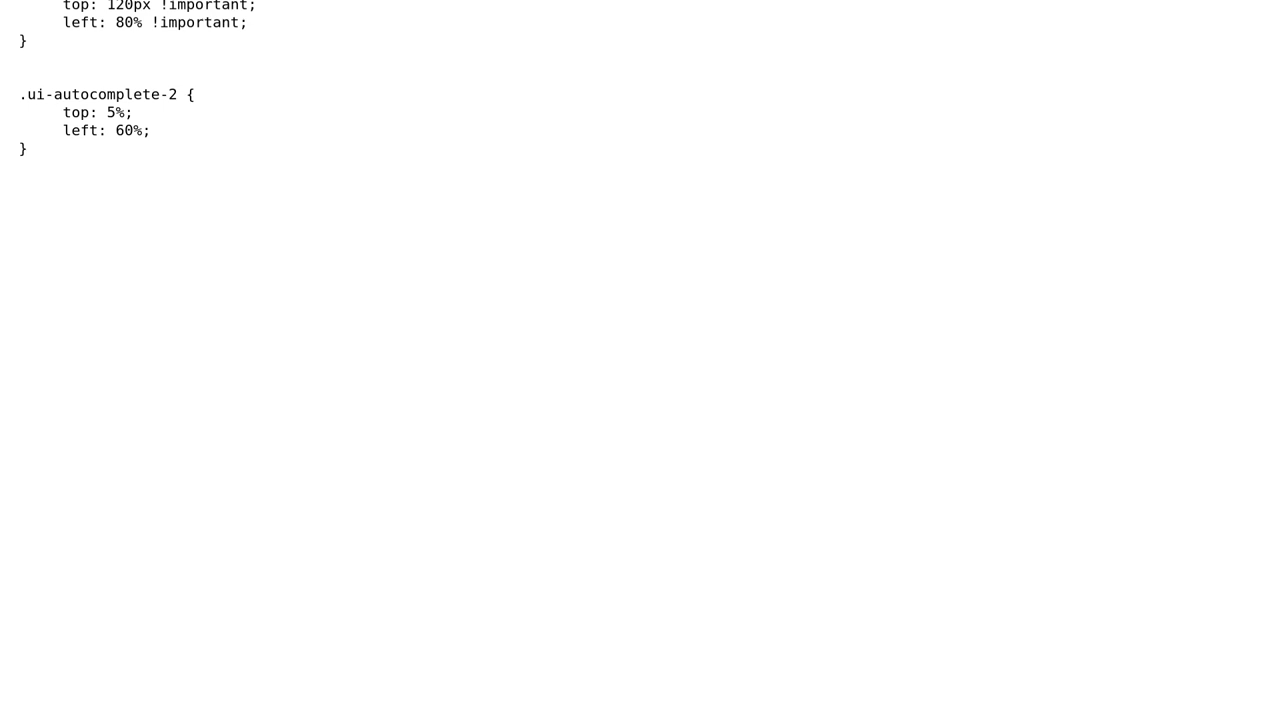 top: 120px !important;
left: 80% !important;
}
.ui-autocomplete-2 {
top: 5%;
left: 60%;
}